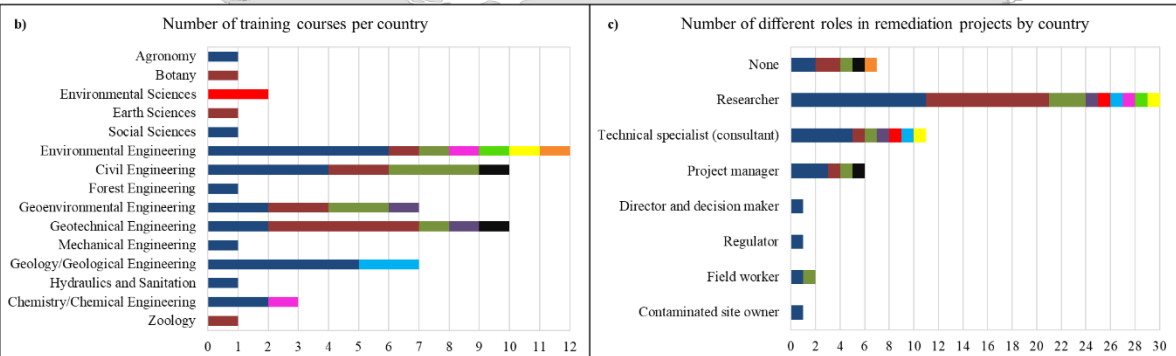 b) Number of training courses per country
Agronomy
Botany
Environmental Sciences
Earth Sciences
Social Sciences
Environmental Engineering
Civil Engineering
Forest Engineering
Geoenvironmental Engineering
Geotechnical Engineering
Mechanical Engineering
Geology/Geological Engineering
Hydraulics and Sanitation
Chemistry/Chemical Engineering
Zoology
0 1 2 3 4 5 6 7 8 9 10 11 12
c) Number of different roles in remediation projects by country
None
Researcher
Technical specialist (consultant)
Project manager
Director and decision maker
Regulator
Field worker
Contaminated site owner
0 2 4 6 8 10 12 14 16 18 20 22 24 26 28 30